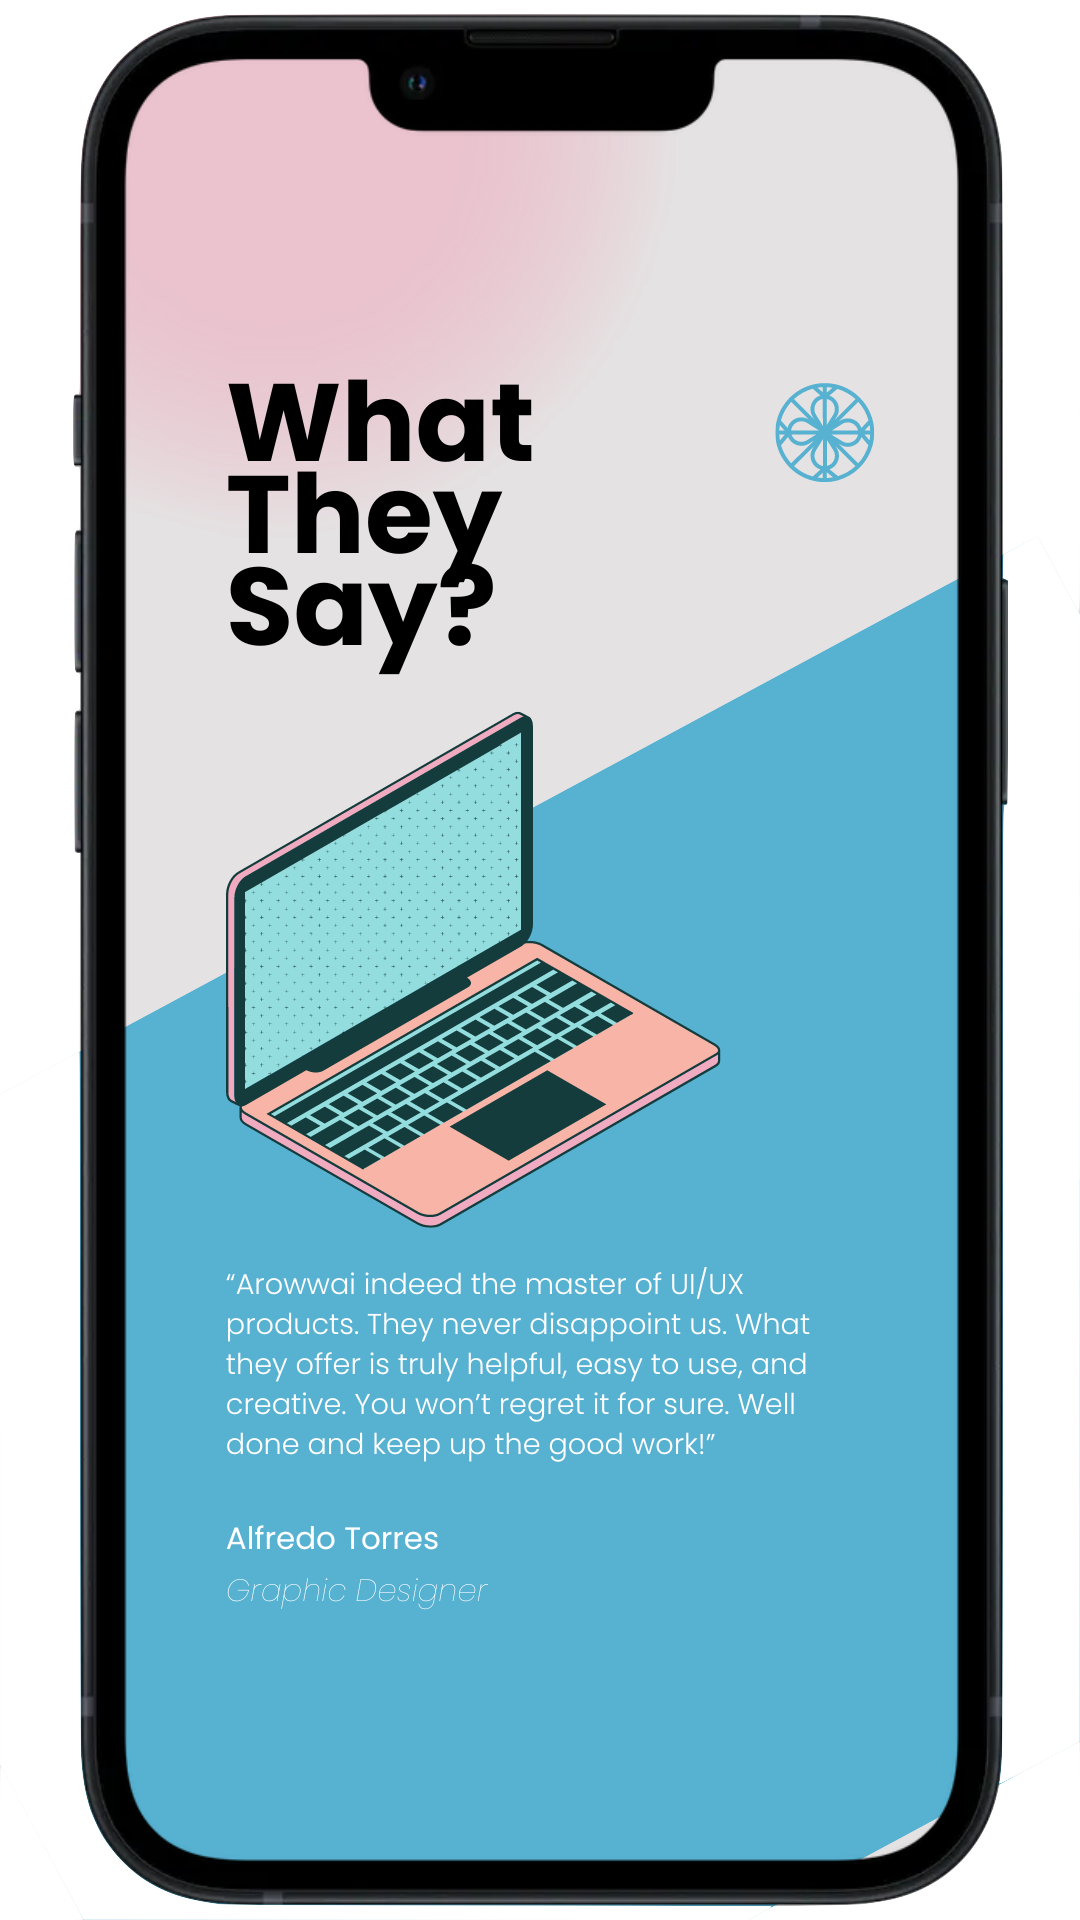 What
They
Say?
“Arowwai indeed the master of UI/UX
products. They never disappoint us. What
they offer is truly helpful, easy to use, and
creative. You won’t regret it for sure. Well
done and keep up the good work!”
Alfredo Torres
Graphic Designer